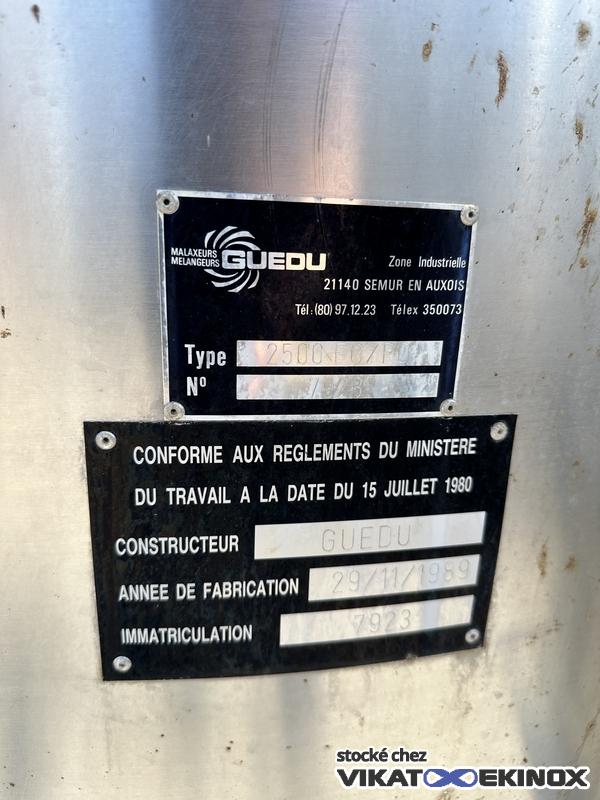 MALAXEURS
MELANGEURS
GUEDU
Zone Industrielle
21140 SEMUR EN AUXOIS
Tél: (80) 97.12.23 Télex 350073
Type 2500
N°
CONFORME AUX REGLEMENTS DU MINISTERE
DU TRAVAIL A LA DATE DU 15 JUILLET 1980
CONSTRUCTEUR GUEDU
ANNEE DE FABRICATION 29/11/1989
IMMATRICULATION 7923
stocké chez
VIKAT EKINOX